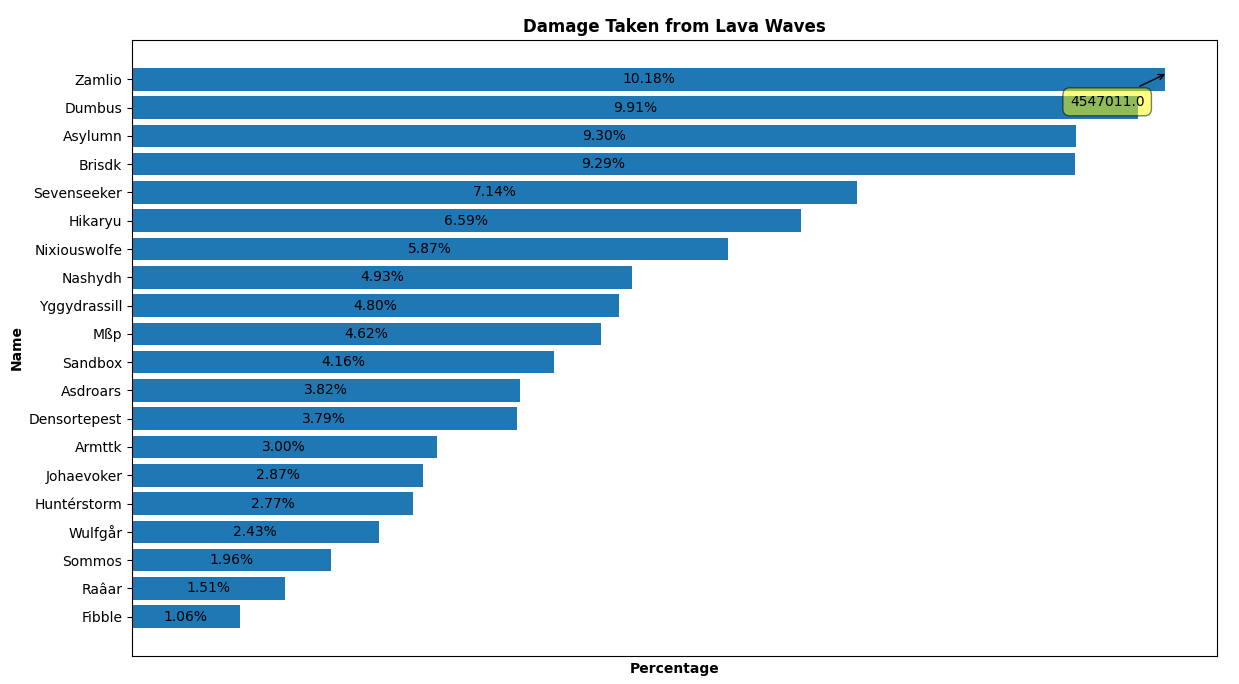 Damage Taken from Lava Waves
Zamlio 10.18%
4547011.0
Dumbus 9.91%
Asylumn 9.30%
Brisdk 9.29%
Sevenseeker 7.14%
Hikaryu 6.59%
Nixiouswolfe 5.87%
Nashydh 4.93%
Yggydrassill 4.80%
Mßp 4.62%
Sandbox 4.16%
Asdroars 3.82%
Densortepest 3.79%
Armttk 3.00%
Johaevoker 2.87%
Huntérstorm 2.77%
Wulfgår 2.43%
Sommos 1.96%
Raâar 1.51%
Fibble 1.06%
Name
Percentage